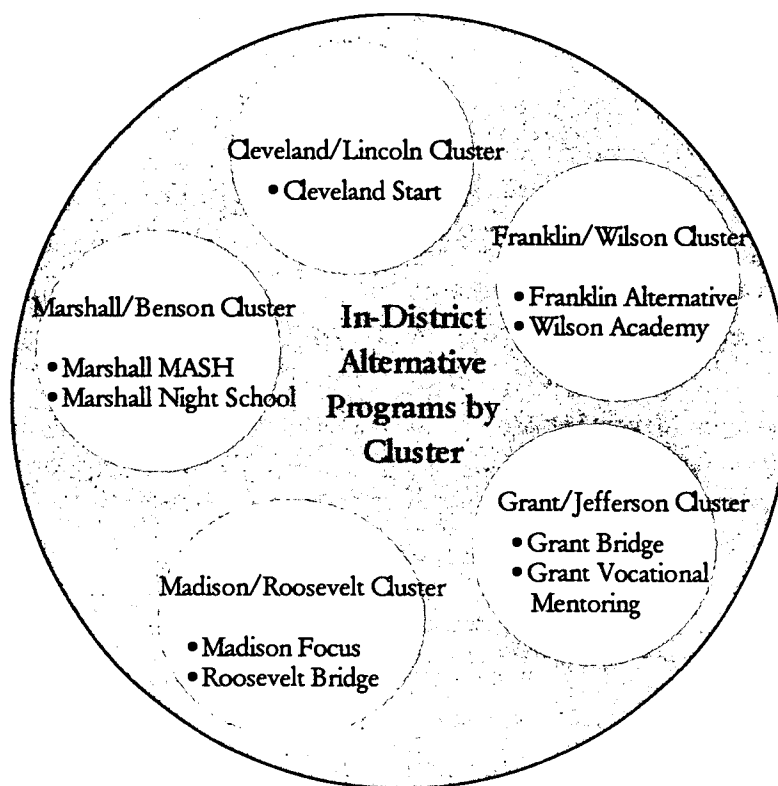 Cleveland/Lincoln Cluster
• Cleveland Start
Franklin/Wilson Cluster
• Franklin Alternative
• Wilson Academy
Marshall/Benson Cluster
• Marshall MASH
• Marshall Night School
In-District
Alternative
Programs by
Cluster
Grant/Jefferson Cluster
• Grant Bridge
• Grant Vocational
Mentoring
Madison/Roosevelt Cluster
• Madison Focus
• Roosevelt Bridge